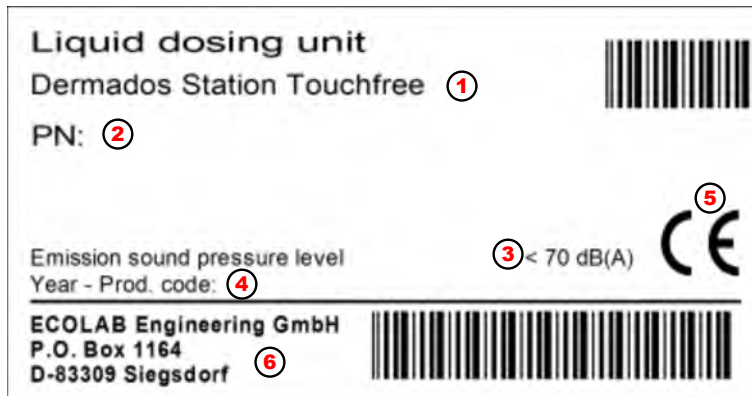 Liquid dosing unit
Dermados Station Touchfree 1
PN: 2
5
CE
Emission sound pressure level 3 < 70 dB(A)
Year - Prod. code: 4
ECOLAB Engineering GmbH
P.O. Box 1164
D-83309 Siegsdorf
6